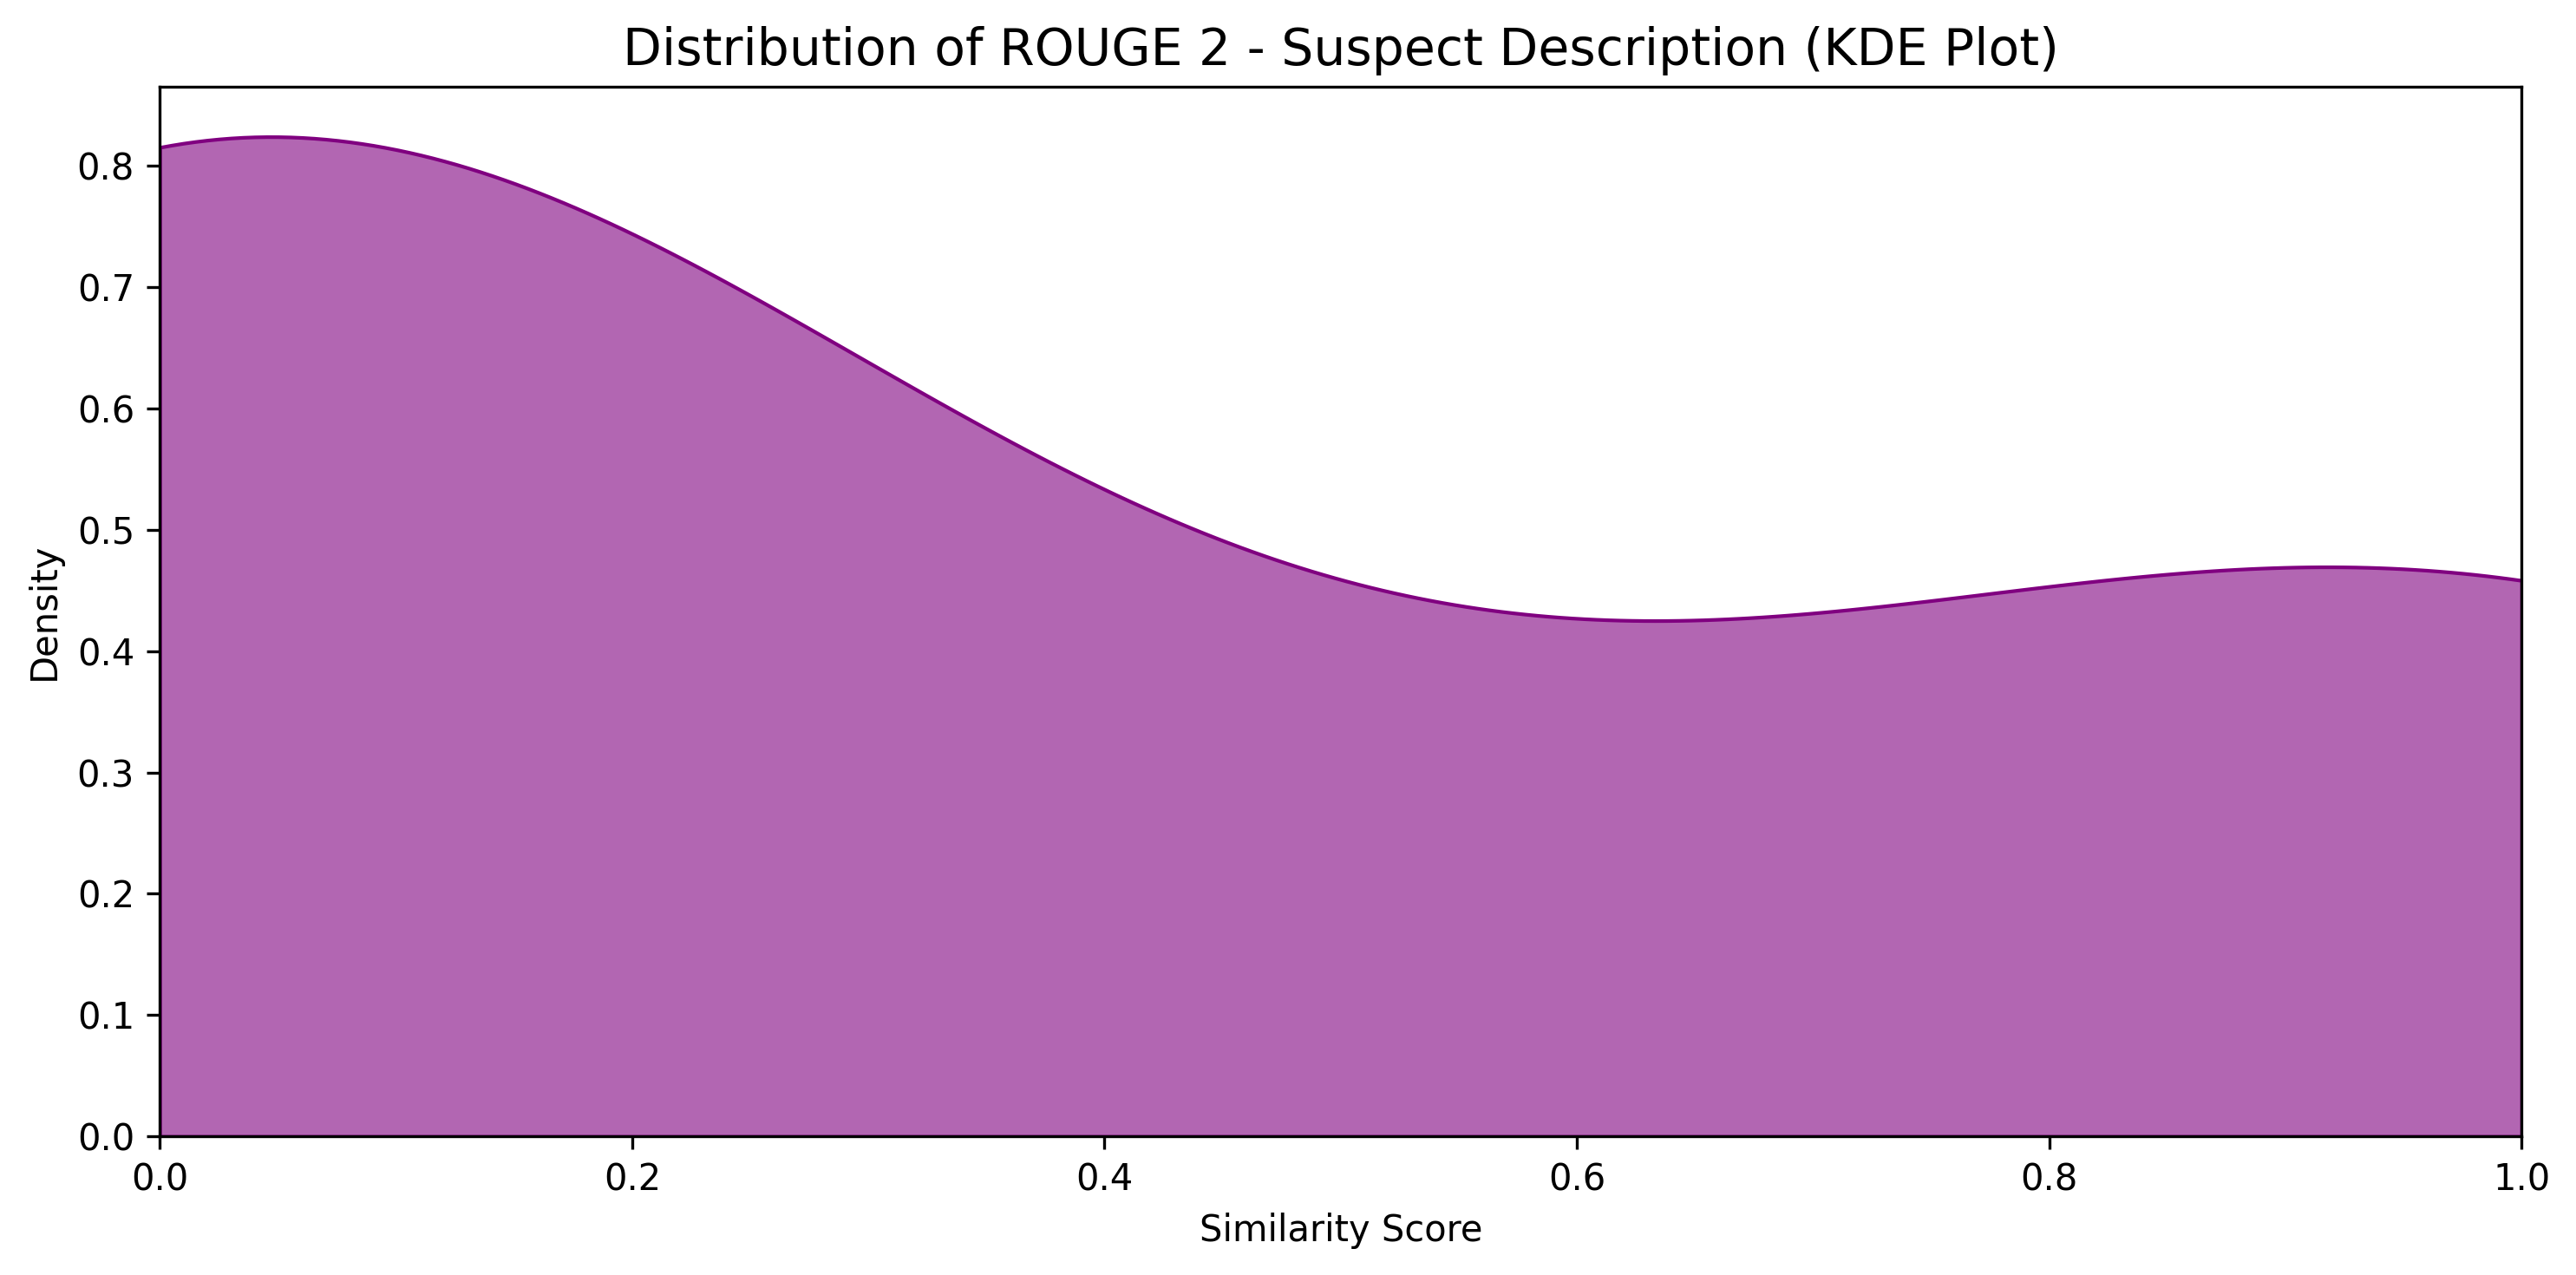 Distribution of ROUGE 2 - Suspect Description (KDE Plot)
Density
0.8
0.7
0.6
0.5
0.4
0.3
0.2
0.1
0.0
0.0 0.2 0.4 0.6 0.8 1.0
Similarity Score